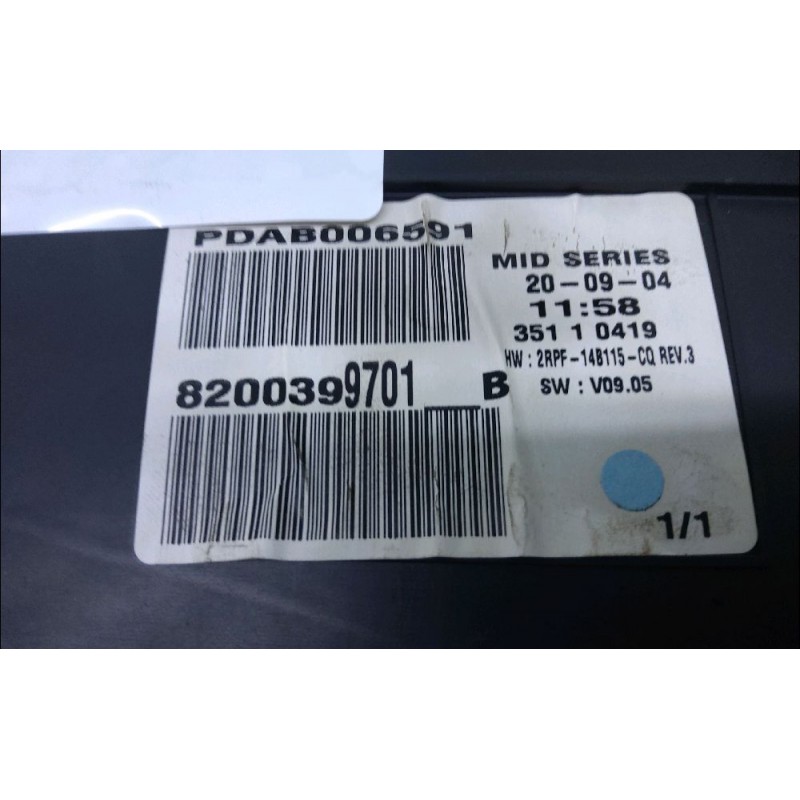 PDAB006591
MID SERIES
20-09-04
11:58
351 1 0419
HW : 2RPF-14B115-CQ REV.3
SW : V09.05
8200399701___B
1/1